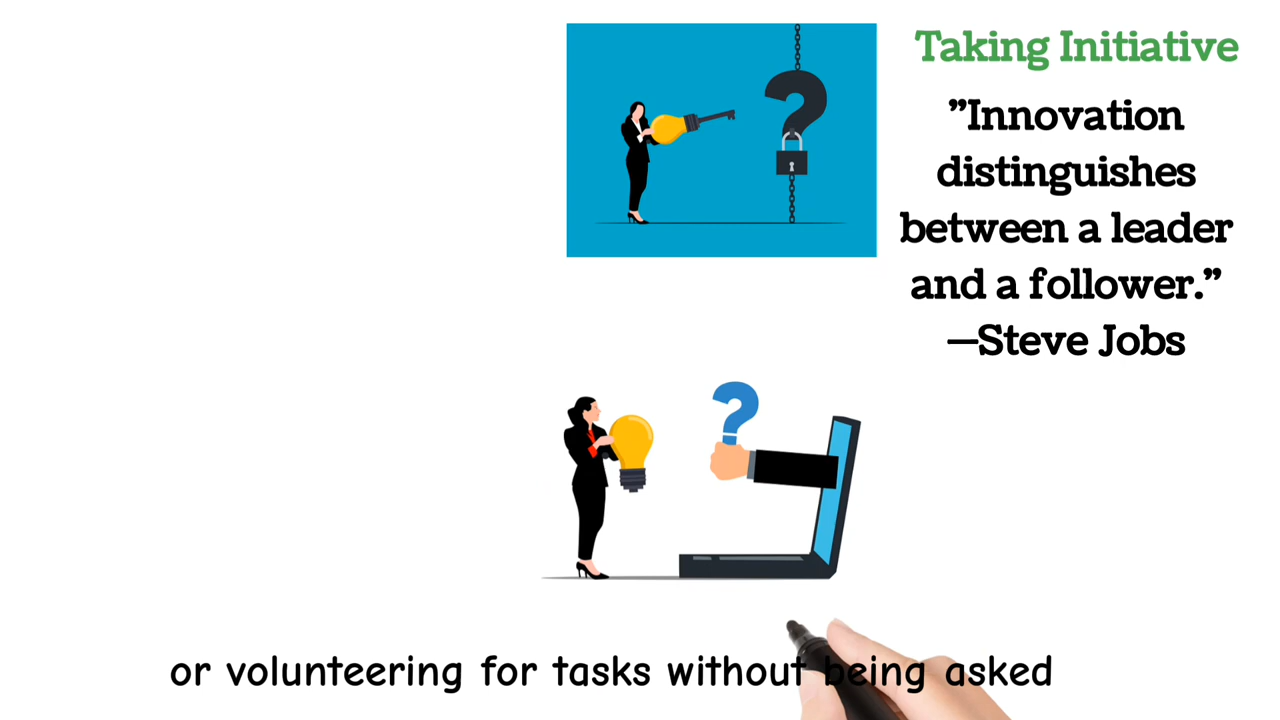 Taking Initiative
”Innovation
distinguishes
between a leader
and a follower.”
—Steve Jobs
or volunteering for tasks without being asked